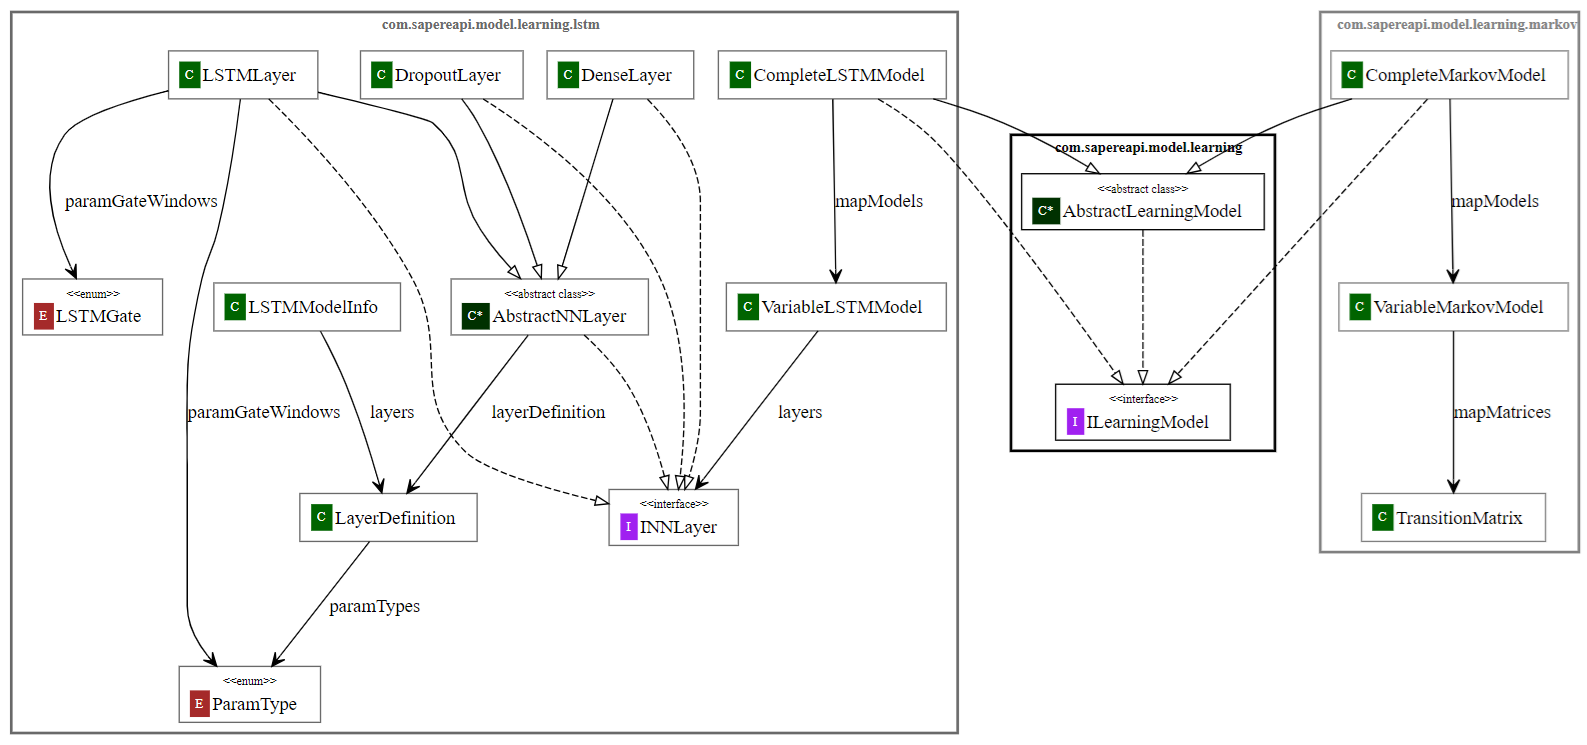 com.sapereapi.model.learning.lstm
com.sapereapi.model.learning.markov
C LSTMLayer
C DropoutLayer
C DenseLayer
C CompleteLSTMModel
C CompleteMarkovModel
com.sapereapi.model.learning
<<abstract class>>
C* AbstractLearningModel
paramGateWindows
mapModels
mapModels
<<enum>>
E LSTMGate
C LSTMModelInfo
<<abstract class>>
C* AbstractNNLayer
C VariableLSTMModel
C VariableMarkovModel
<<interface>>
I ILearningModel
paramGateWindows
layers
layerDefinition
layers
mapMatrices
C LayerDefinition
<<interface>>
I INNLayer
C TransitionMatrix
paramTypes
<<enum>>
E ParamType